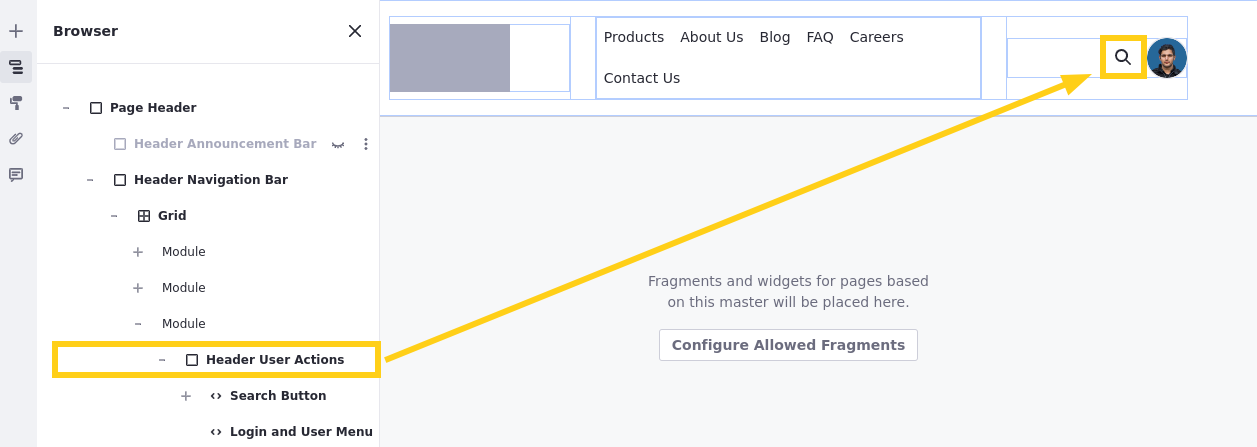 Browser
Page Header
Header Announcement Bar
Header Navigation Bar
Grid
Module
Module
Module
Header User Actions
Search Button
Login and User Menu
Products About Us Blog FAQ Careers
Contact Us
Fragments and widgets for pages based
on this master will be placed here.
Configure Allowed Fragments